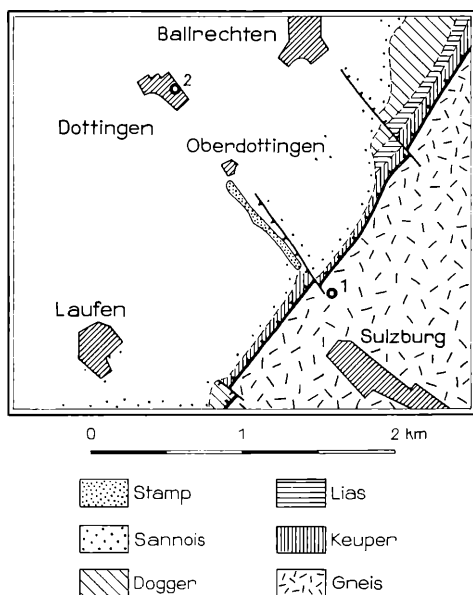 Ballrechten
2
Dottingen
Oberdottingen
1
Laufen
Sulzburg
0 1 2 km
Stamp Lias
Sannois Keuper
Dogger Gneis